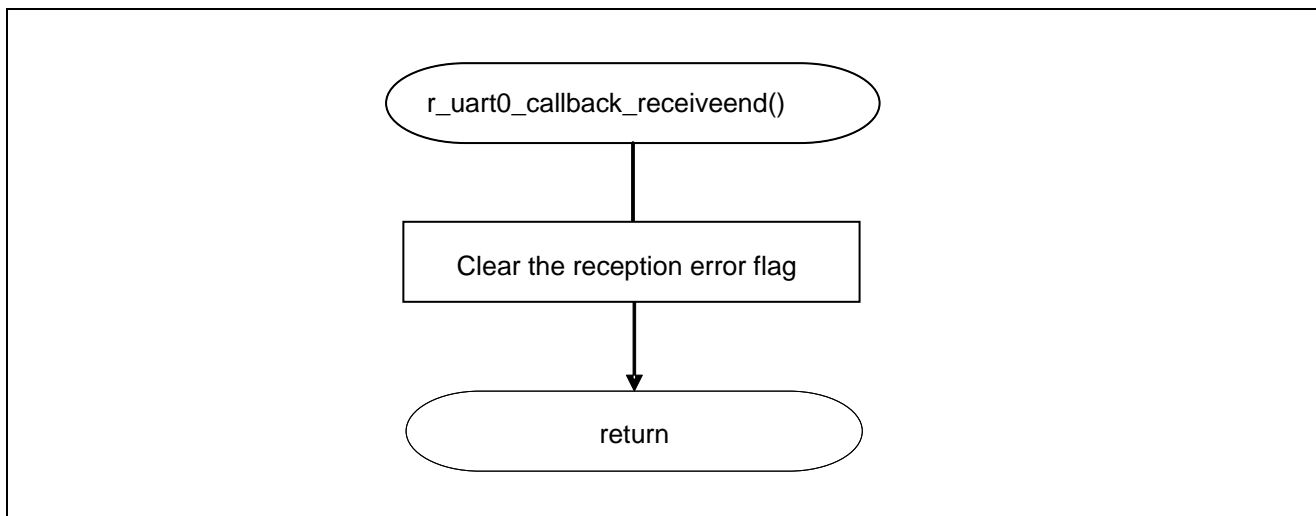 r_uart0_callback_receiveend()
Clear the reception error flag
return